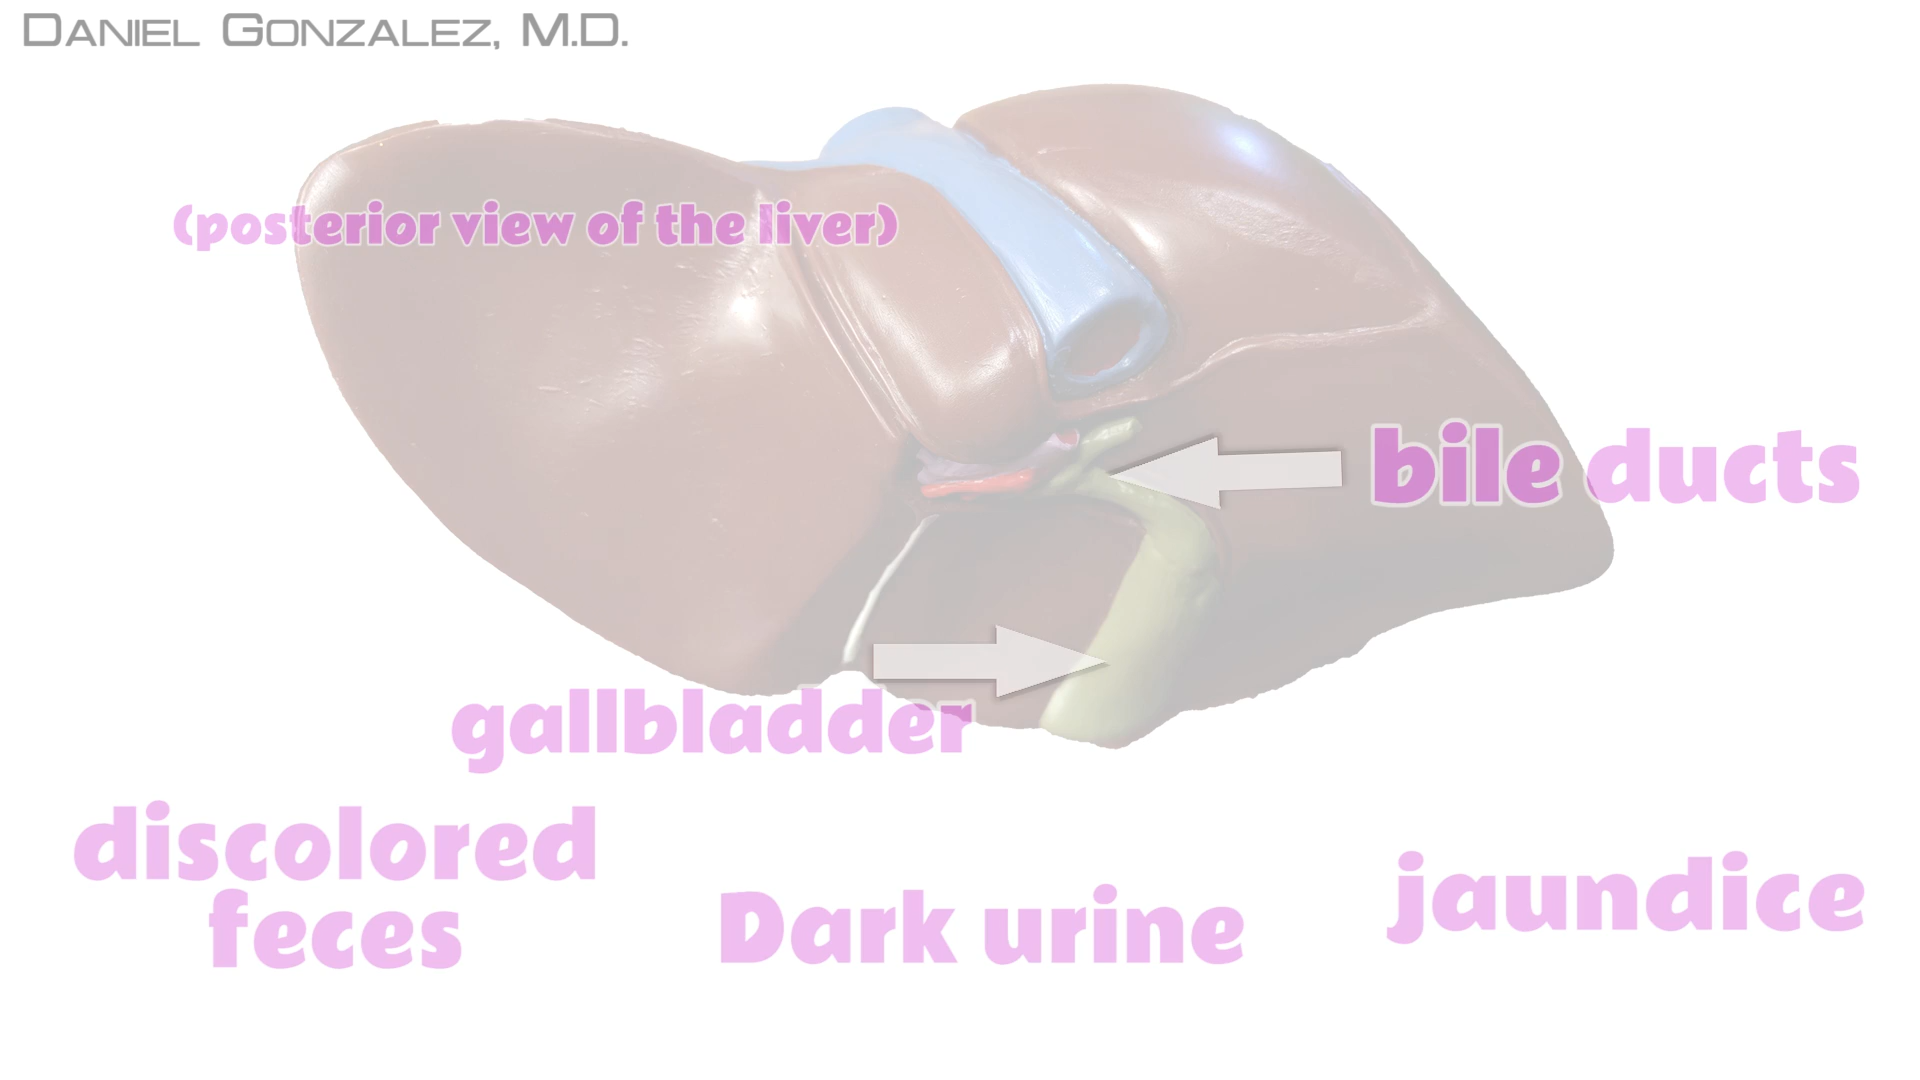 DANIEL GONZALEZ, M.D.
(posterior view of the liver)
bile ducts
gallbladder
discolored
feces
Dark urine
jaundice